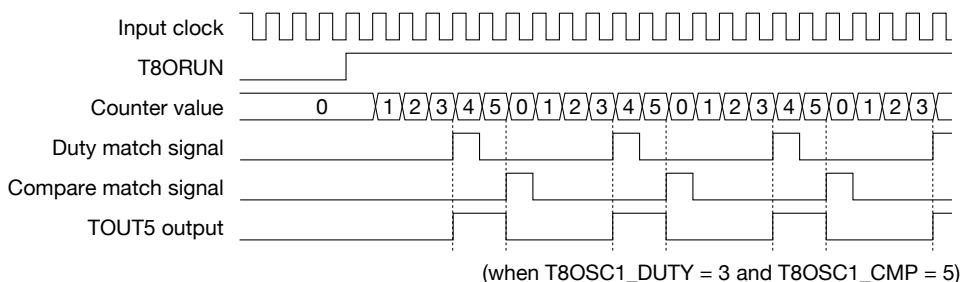 Input clock
T8ORUN
Counter value 0 1 2 3 4 5 0 1 2 3 4 5 0 1 2 3 4 5 0 1 2 3
Duty match signal
Compare match signal
TOUT5 output
(when T8OSC1_DUTY = 3 and T8OSC1_CMP = 5)